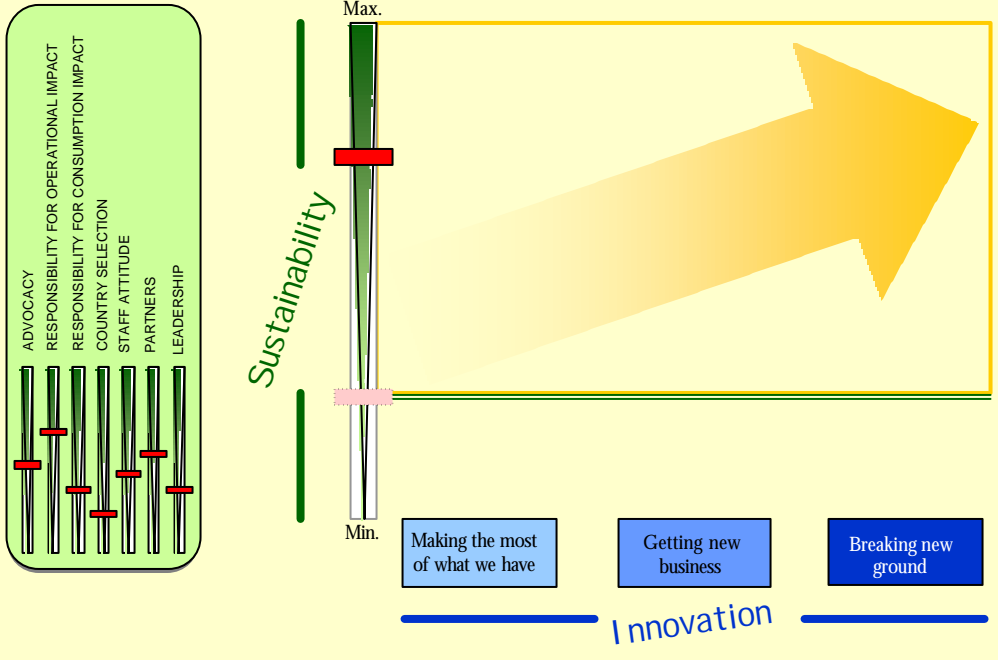 ADVOCACY
RESPONSIBILITY FOR OPERATIONAL IMPACT
RESPONSIBILITY FOR CONSUMPTION IMPACT
COUNTRY SELECTION
STAFF ATTITUDE
PARTNERS
LEADERSHIP
Max.
Sustainability
Min.
Making the most
of what we have
Getting new
business
Breaking new
ground
Innovation